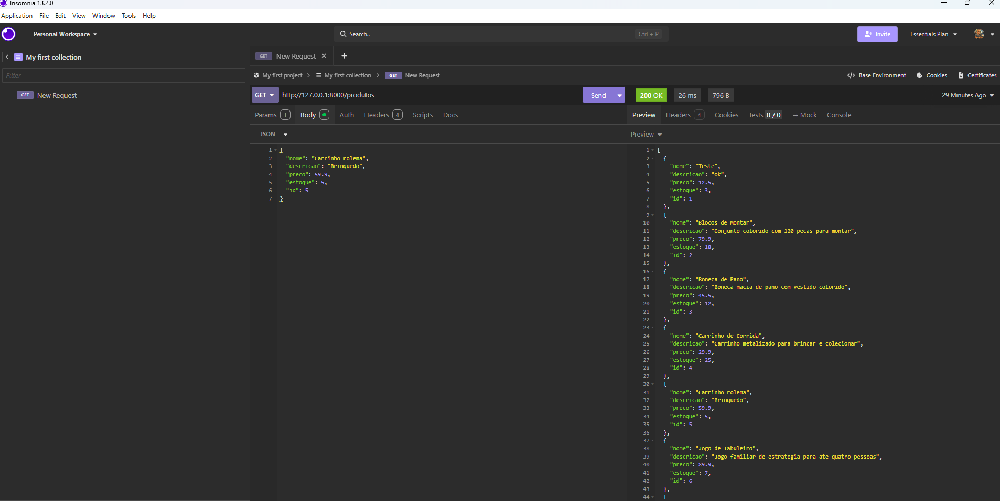 Insomnia 13.2.0
Application File Edit View Window Tools Help
Personal Workspace
Search..
Ctrl + P
Invite
Essentials Plan
My first collection
GET New Request
Filter
My first project
My first collection
GET New Request
Base Environment
Cookies
Certificates
GET New Request
GET
http://127.0.0.1:8000/produtos
Send
200 OK
26 ms
796 B
29 Minutes Ago
Params 1
Body
Auth
Headers 4
Scripts
Docs
Preview
Headers 4
Cookies
Tests 0 / 0
→ Mock
Console
JSON
Preview
1 {
2 "nome": "Carrinho-rolema",
3 "descricao": "Brinquedo",
4 "preco": 59.9,
5 "estoque": 5,
6 "id": 5
7 }
1 [
2 {
3 "nome": "Teste",
4 "descricao": "ok",
5 "preco": 12.5,
6 "estoque": 3,
7 "id": 1
8 },
9 {
10 "nome": "Blocos de Montar",
11 "descricao": "Conjunto colorido com 120 pecas para montar",
12 "preco": 79.9,
13 "estoque": 18,
14 "id": 2
15 },
16 {
17 "nome": "Boneca de Pano",
18 "descricao": "Boneca macia de pano com vestido colorido",
19 "preco": 45.5,
20 "estoque": 12,
21 "id": 3
22 },
23 {
24 "nome": "Carrinho de Corrida",
25 "descricao": "Carrinho metalizado para brincar e colecionar",
26 "preco": 29.9,
27 "estoque": 25,
28 "id": 4
29 },
30 {
31 "nome": "Carrinho-rolema",
32 "descricao": "Brinquedo",
33 "preco": 59.9,
34 "estoque": 5,
35 "id": 5
36 },
37 {
38 "nome": "Jogo de Tabuleiro",
39 "descricao": "Jogo familiar de estrategia para ate quatro pessoas",
40 "preco": 89.9,
41 "estoque": 7,
42 "id": 6
43 },
44 {